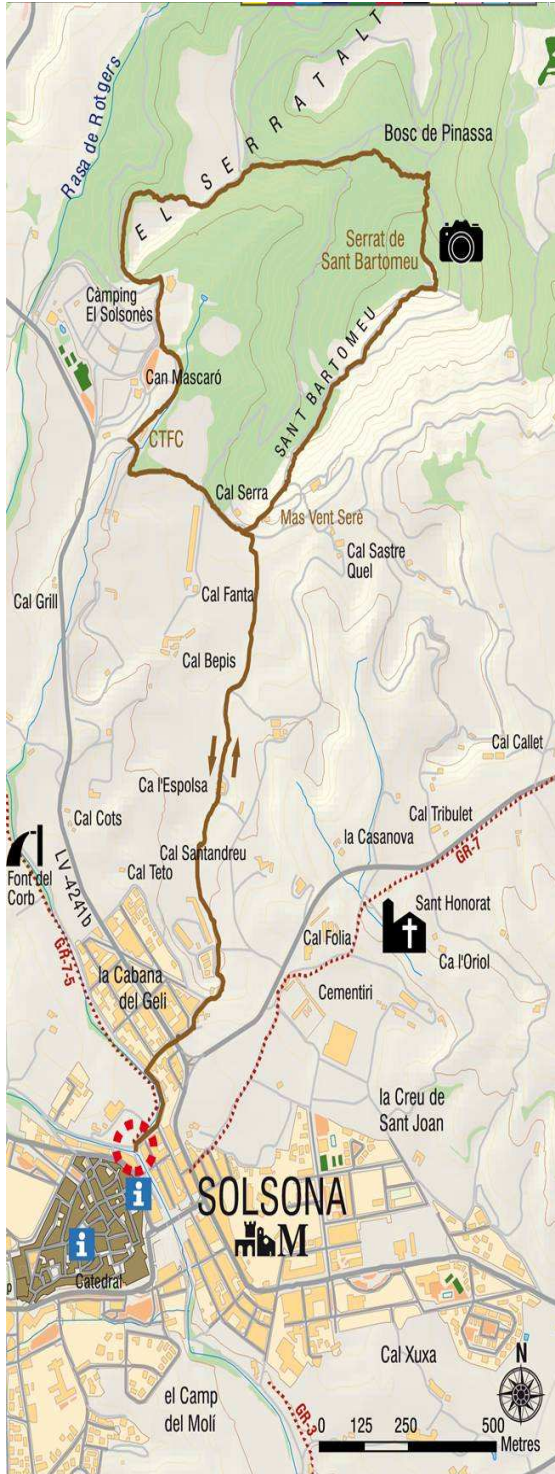 EL SERRATALT
Rasa de Rotgers
Bosc de Pinassa
Serrat de
Sant Bartomeu
Càmping
El Solsonès
Can Mascaró
SANT BARTOMEU
CTFC
Cal Serra
Mas Vent Serè
Cal Sastre
Quel
Cal Grill
Cal Fanta
Cal Bepis
Cal Callet
Ca l'Espolsa
Cal Tribulet
Cal Cots
la Casanova
GR-7
Font del
Corb
LV-4241b
Cal Teto
Cal Santandreu
Sant Honorat
GR-7-5
la Cabana
del Geli
Cal Folia
Ca l'Oriol
Cementiri
la Creu de
Sant Joan
i
SOLSONA
M
i
p
Catedral
Cal Xuxa
N
el Camp
del Molí
GR-3
0 125 250 500
Metres